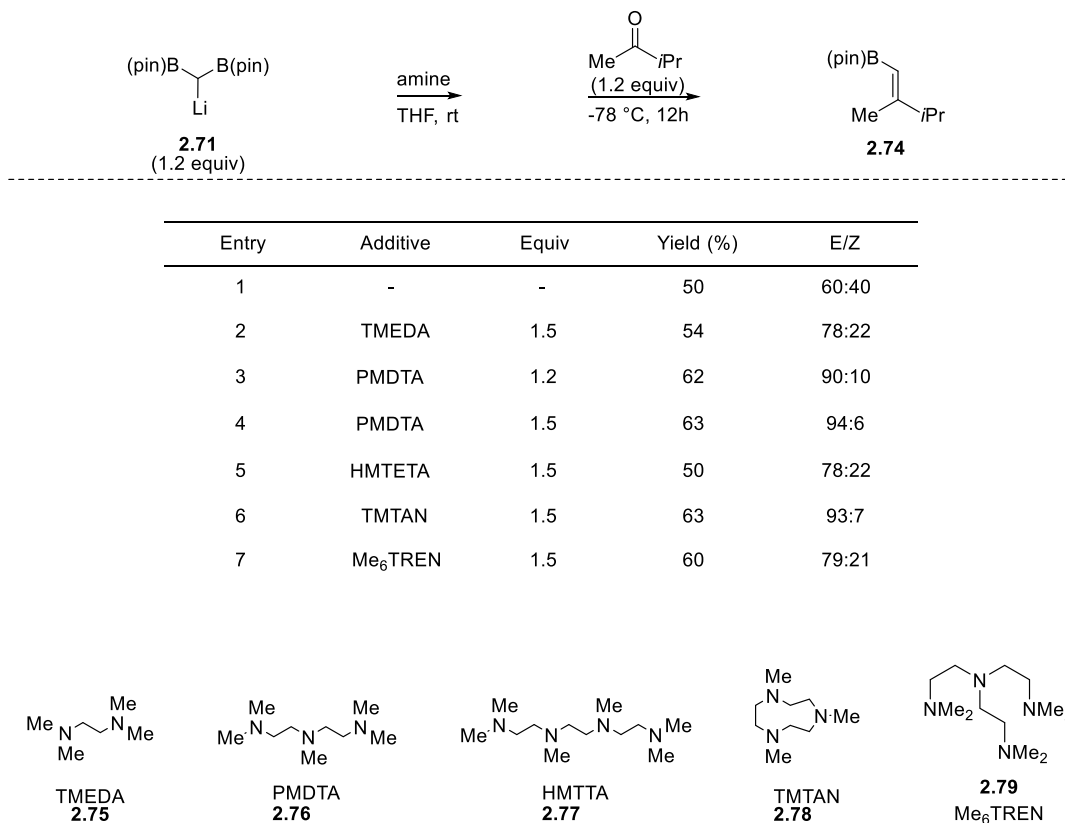 (pin)B B(pin)
Li
2.71
(1.2 equiv)
amine
THF, rt
O
Me iPr
(1.2 equiv)
-78 °C, 12h
(pin)B
Me iPr
2.74
Entry Additive Equiv Yield (%) E/Z
1 - - 50 60:40
2 TMEDA 1.5 54 78:22
3 PMDTA 1.2 62 90:10
4 PMDTA 1.5 63 94:6
5 HMTETA 1.5 50 78:22
6 TMTAN 1.5 63 93:7
7 Me6TREN 1.5 60 79:21
Me
Me N N Me
Me
TMEDA
2.75
Me Me
Me N N N Me
Me
PMDTA
2.76
Me Me Me
Me N N N N Me
Me
HMTTA
2.77
Me
N
N Me
N
Me
TMTAN
2.78
N
NMe2 NMe2
NMe2
2.79
Me6TREN